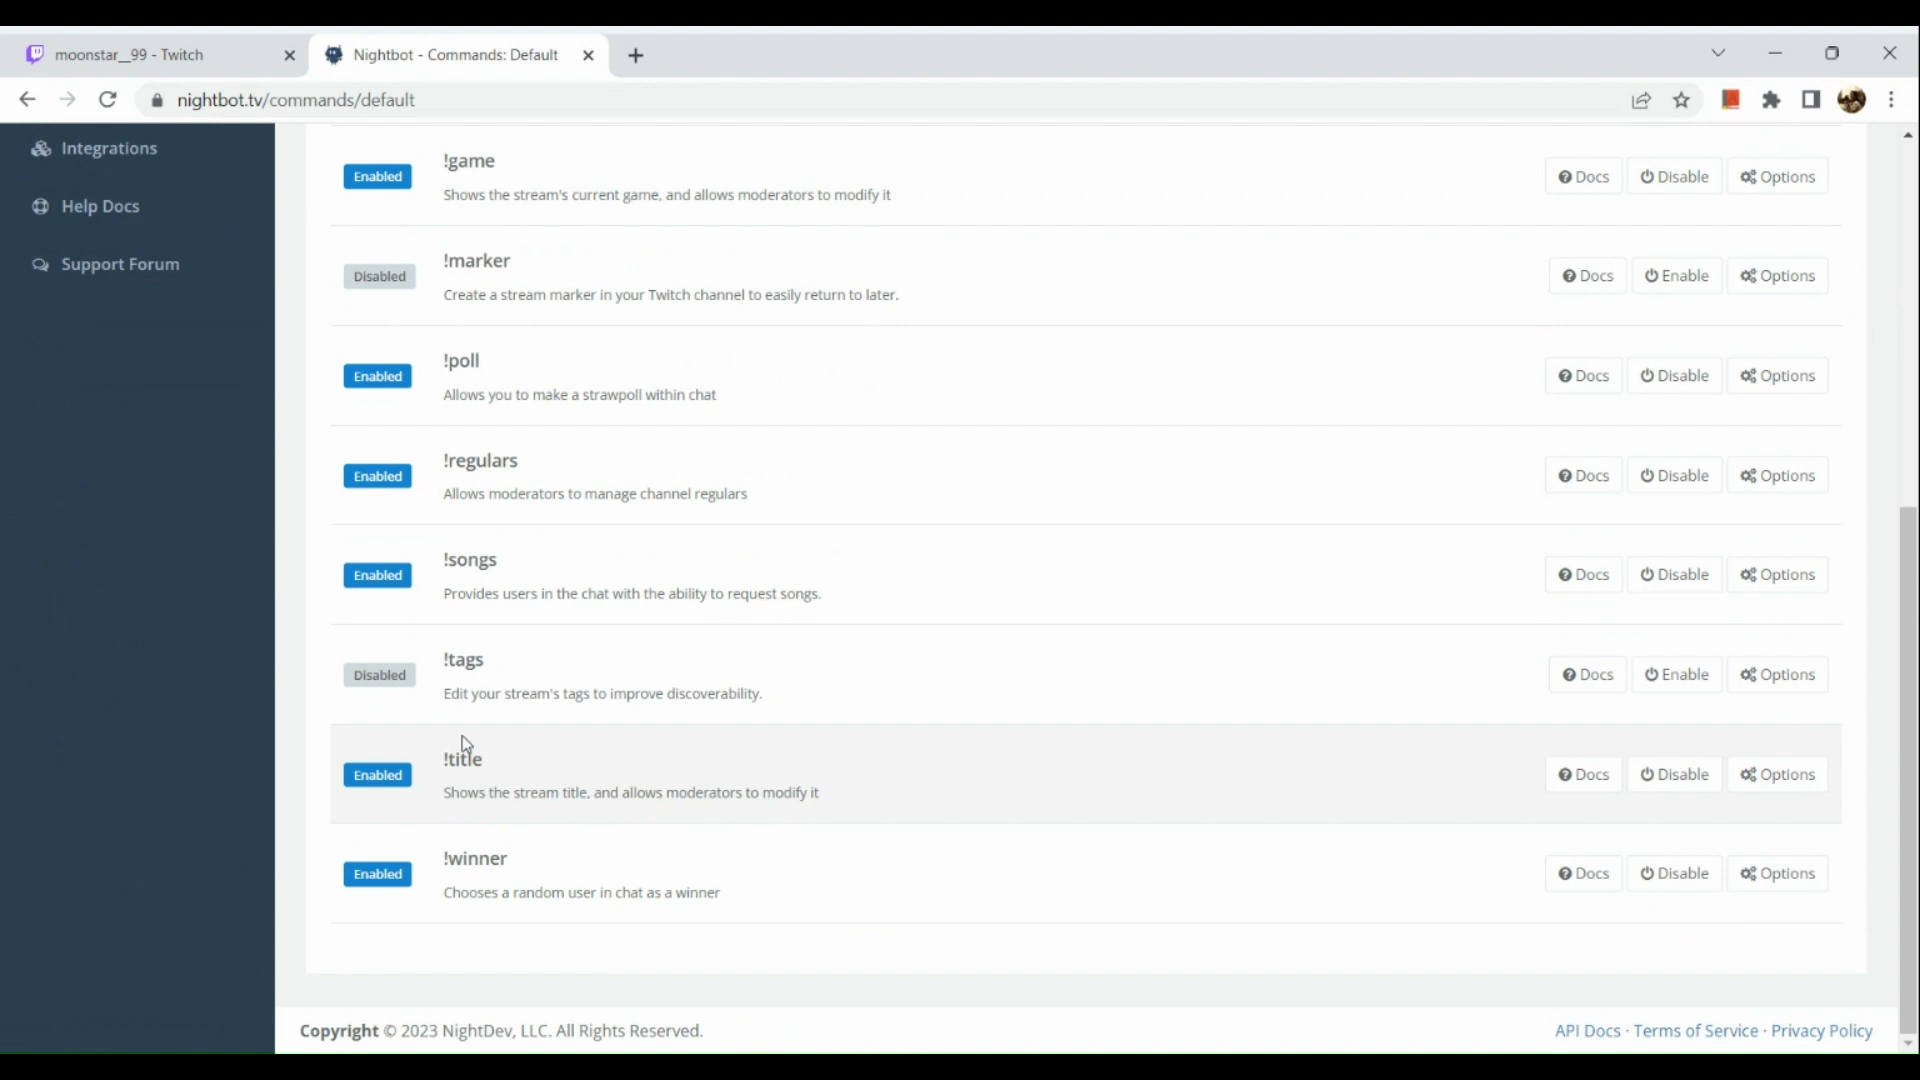 moonstar__99 - Twitch
Nightbot - Commands: Default
nightbot.tv/commands/default
Integrations
Help Docs
Support Forum
!game
Enabled
Shows the stream's current game, and allows moderators to modify it
Docs Disable Options
!marker
Disabled
Create a stream marker in your Twitch channel to easily return to later.
Docs Enable Options
!poll
Enabled
Allows you to make a strawpoll within chat
Docs Disable Options
!regulars
Enabled
Allows moderators to manage channel regulars
Docs Disable Options
!songs
Enabled
Provides users in the chat with the ability to request songs.
Docs Disable Options
!tags
Disabled
Edit your stream's tags to improve discoverability.
Docs Enable Options
!title
Enabled
Shows the stream title, and allows moderators to modify it
Docs Disable Options
!winner
Enabled
Chooses a random user in chat as a winner
Docs Disable Options
Copyright © 2023 NightDev, LLC. All Rights Reserved.
API Docs · Terms of Service · Privacy Policy